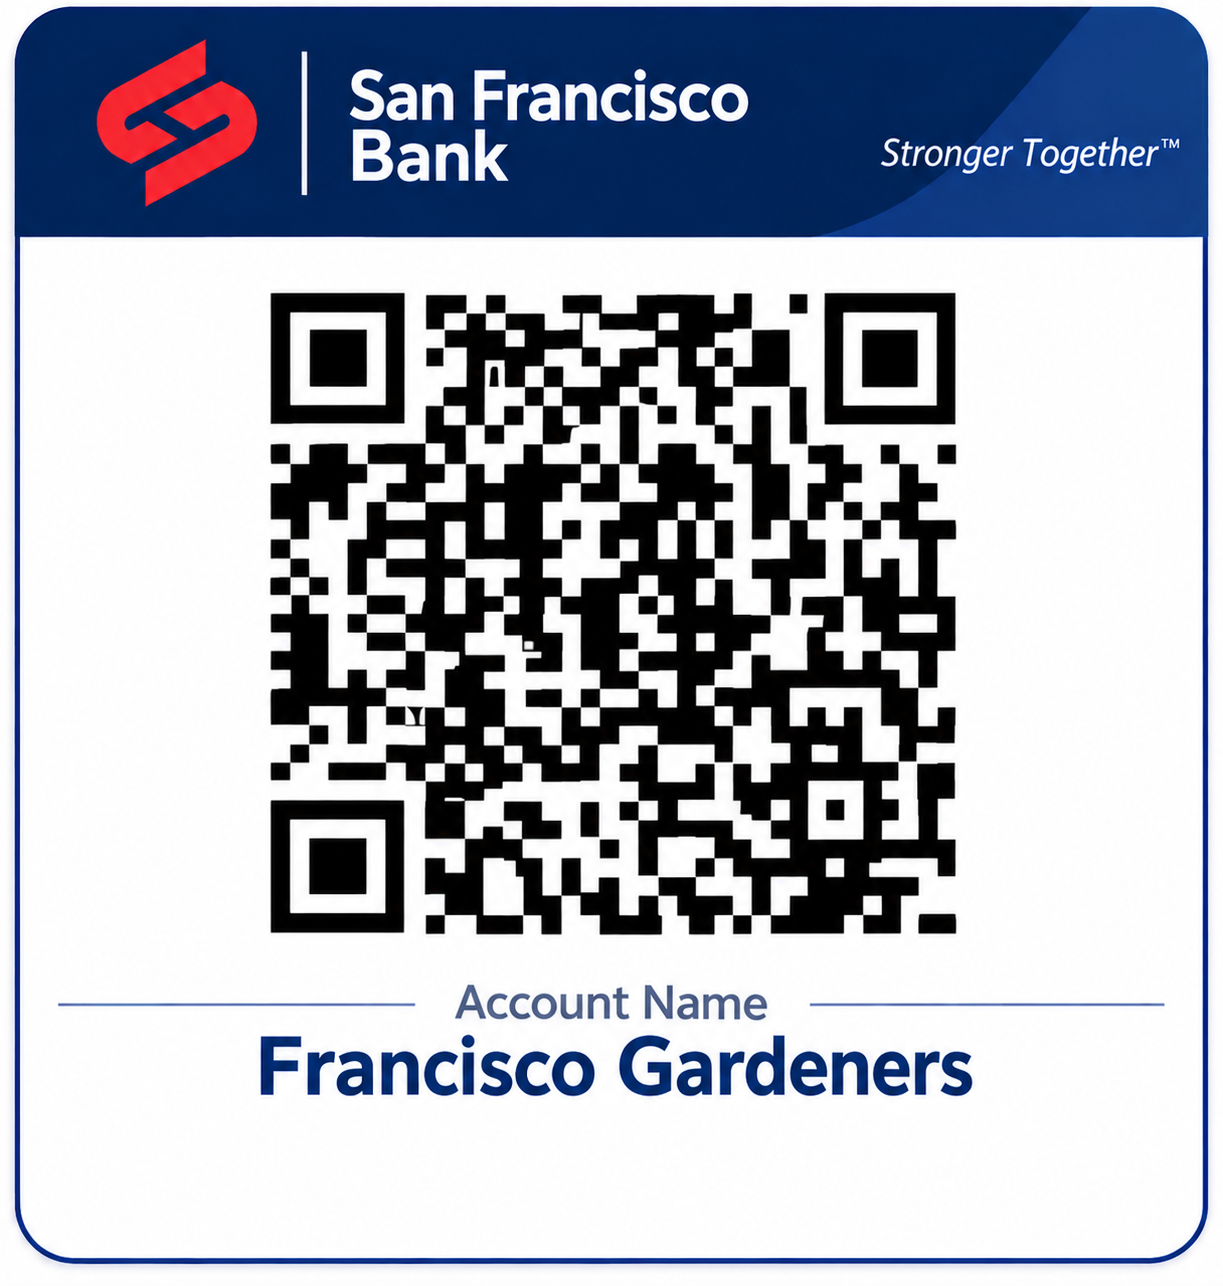 San Francisco
Bank
Stronger Together™
Account Name
Francisco Gardeners